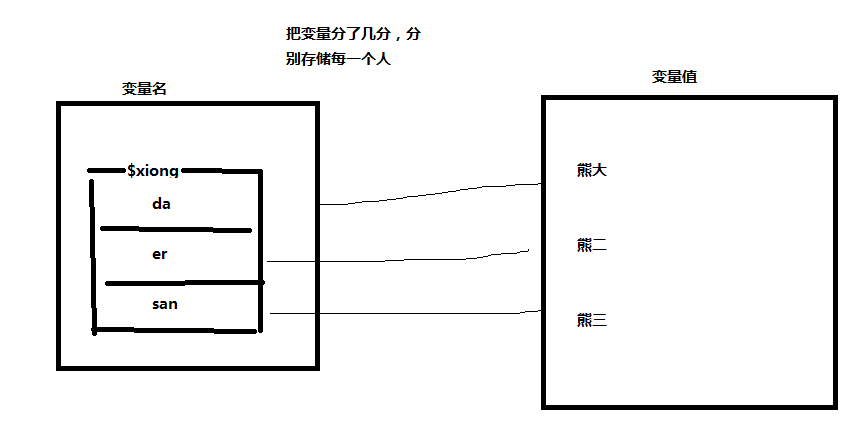 把变量分了几分，分
别存储每一个人
变量名
变量值
$xiong
da
er
san
熊大
熊二
熊三